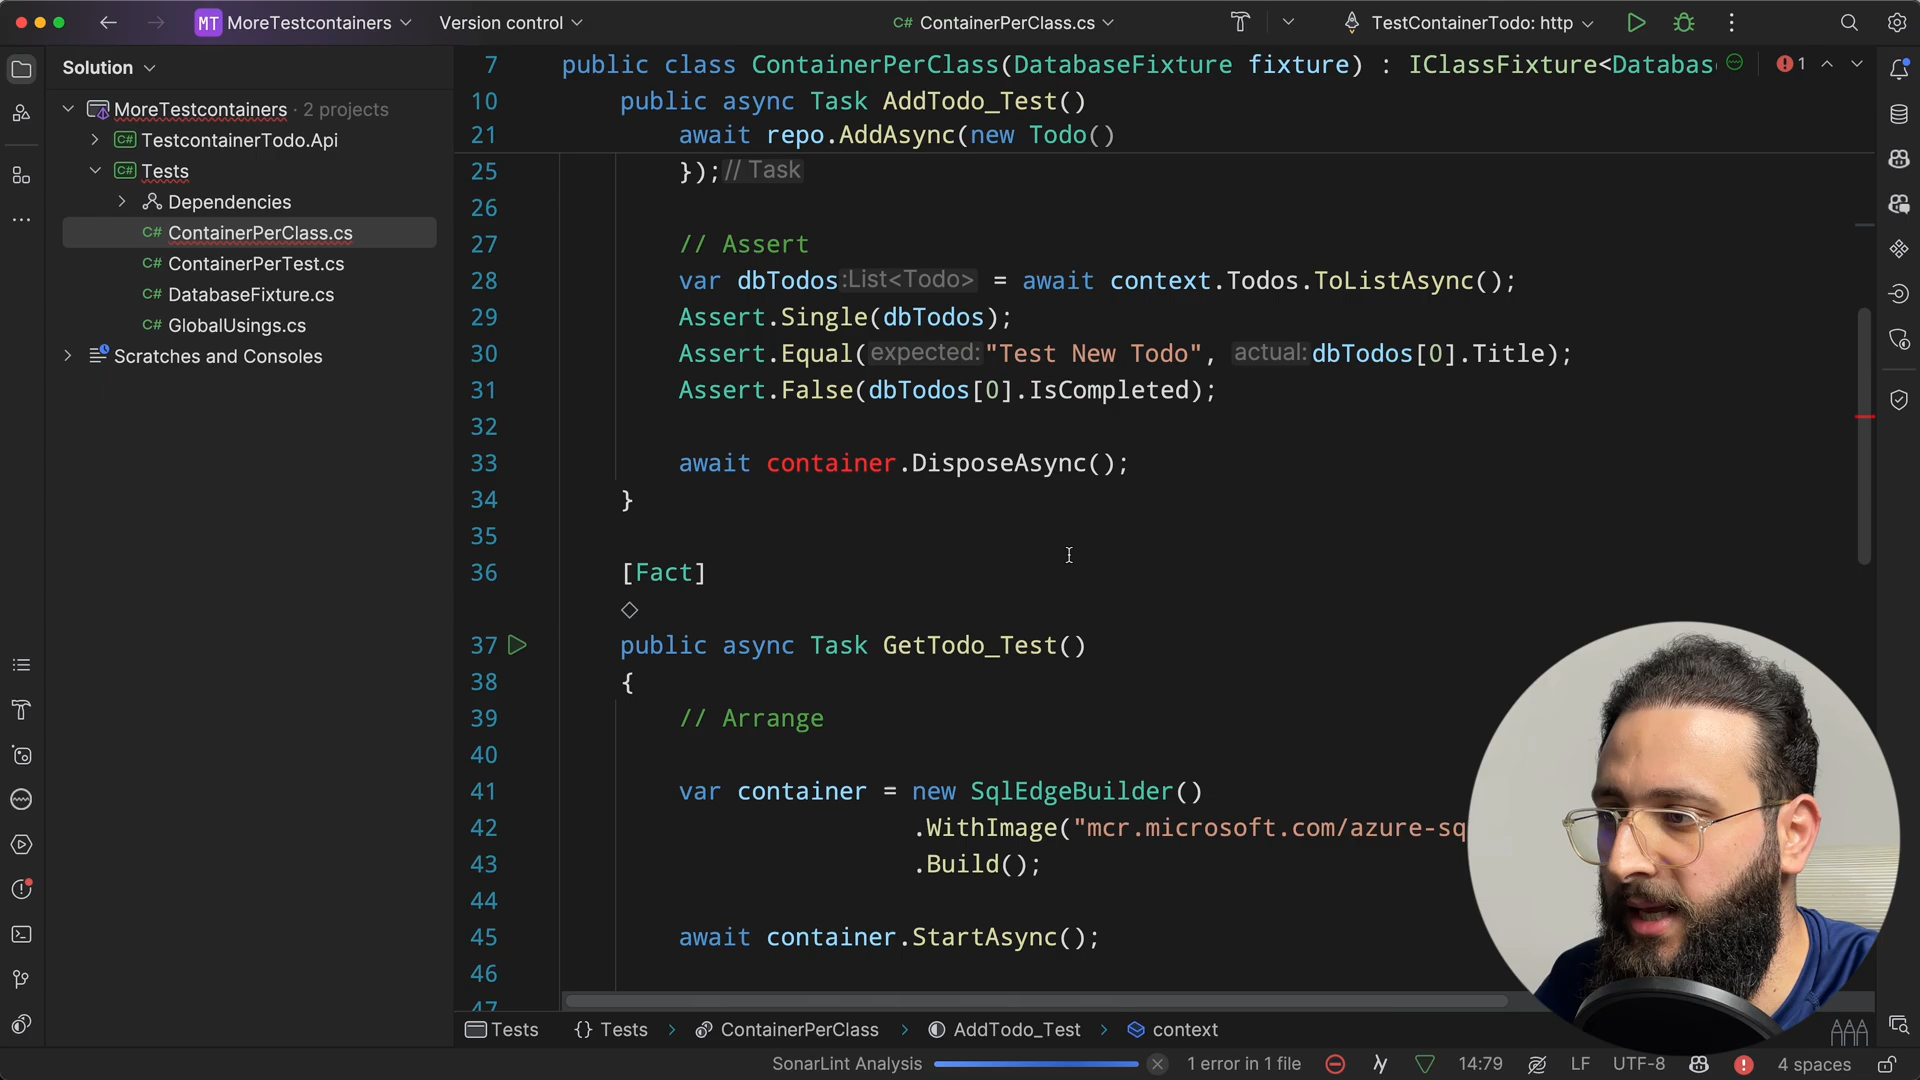 MT MoreTestcontainers Version control C# ContainerPerClass.cs TestContainerTodo: http
Solution
MoreTestcontainers · 2 projects
C# TestcontainerTodo.Api
C# Tests
Dependencies
C# ContainerPerClass.cs
C# ContainerPerTest.cs
C# DatabaseFixture.cs
C# GlobalUsings.cs
Scratches and Consoles
7 public class ContainerPerClass(DatabaseFixture fixture) : IClassFixture<Databas 1
10 public async Task AddTodo_Test()
21 await repo.AddAsync(new Todo()
25 }); // Task
26
27 // Assert
28 var dbTodos :List<Todo> = await context.Todos.ToListAsync();
29 Assert.Single(dbTodos);
30 Assert.Equal( expected: "Test New Todo", actual: dbTodos[0].Title);
31 Assert.False(dbTodos[0].IsCompleted);
32
33 await container.DisposeAsync();
34 }
35
36 [Fact]
37 public async Task GetTodo_Test()
38 {
39 // Arrange
40
41 var container = new SqlEdgeBuilder()
42 .WithImage("mcr.microsoft.com/azure-sq
43 .Build();
44
45 await container.StartAsync();
46
47
Tests {} Tests > ContainerPerClass > AddTodo_Test > context
SonarLint Analysis 1 error in 1 file 14:79 LF UTF-8 4 spaces